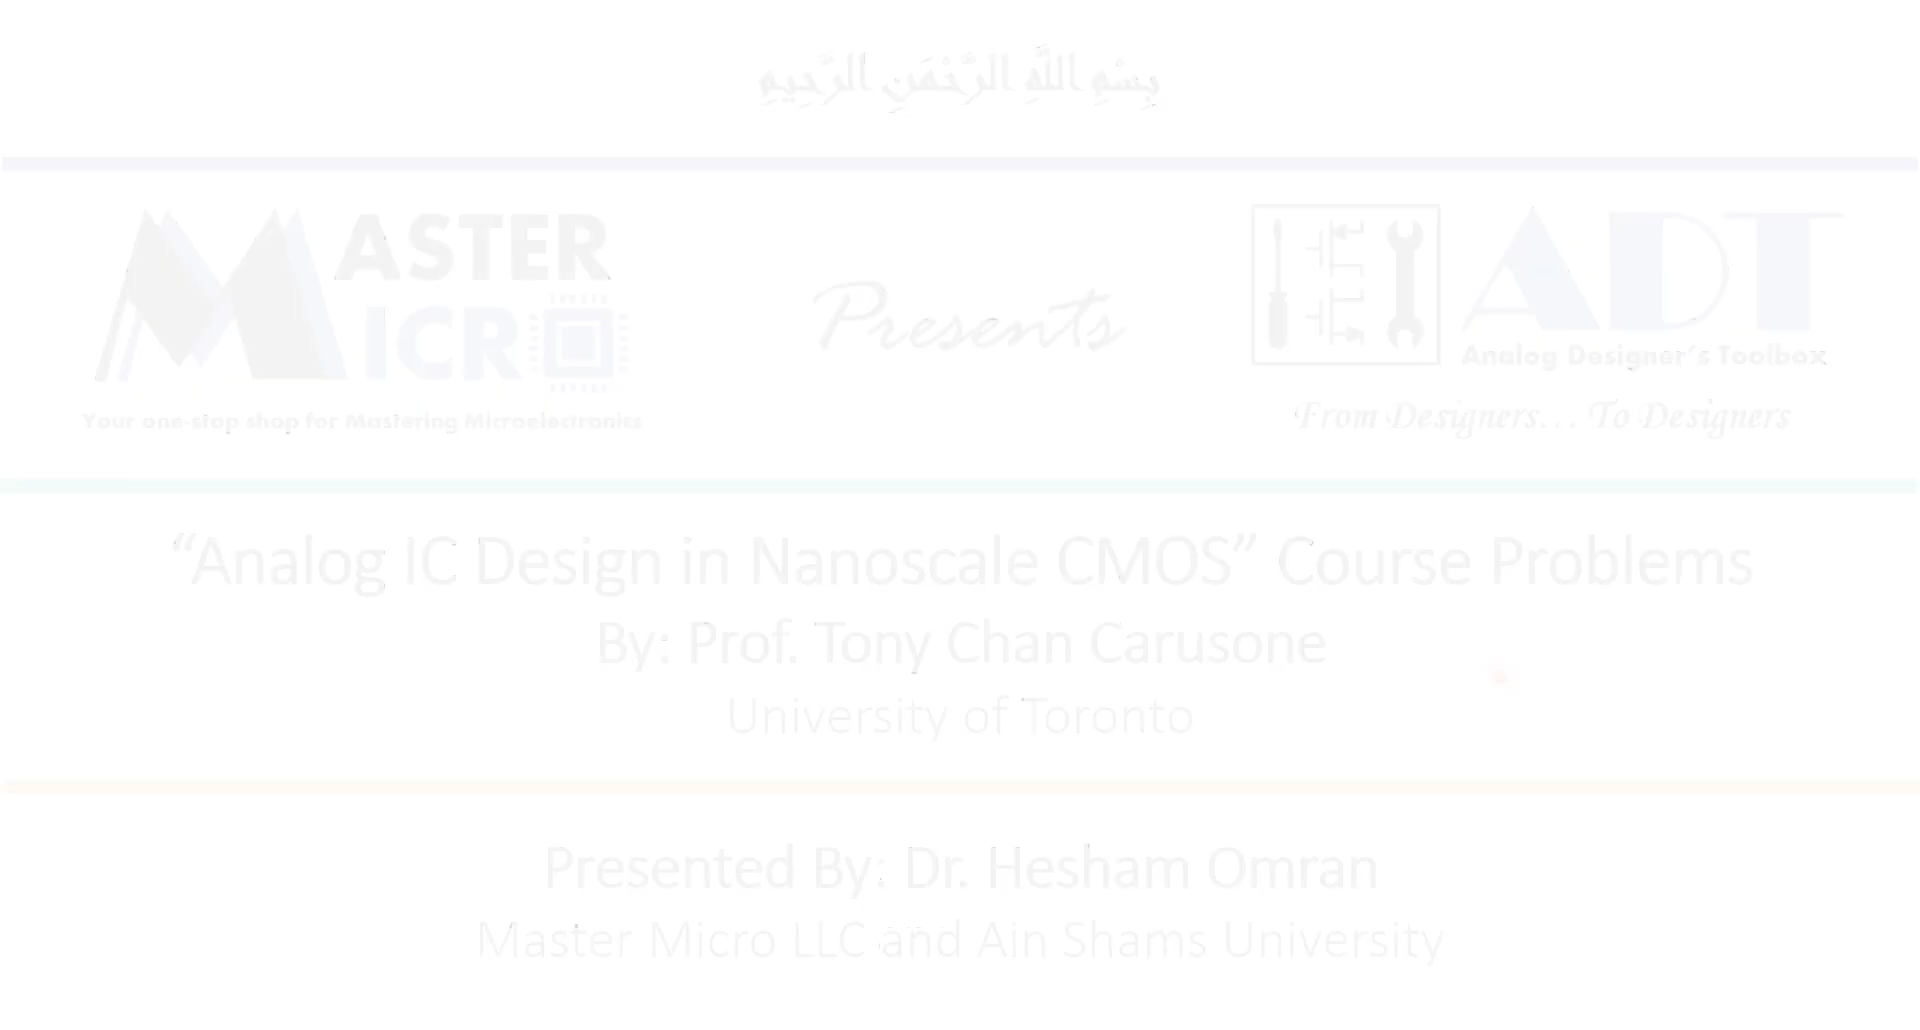 بِسْمِ اللَّهِ الرَّحْمَنِ الرَّحِيمِ
MASTER
MICRO
Your one-stop shop for Mastering Microelectronics
Presents
ADT
Analog Designer's Toolbox
From Designers... To Designers
“Analog IC Design in Nanoscale CMOS” Course Problems
By: Prof. Tony Chan Carusone
University of Toronto
Presented By: Dr. Hesham Omran
Master Micro LLC and Ain Shams University